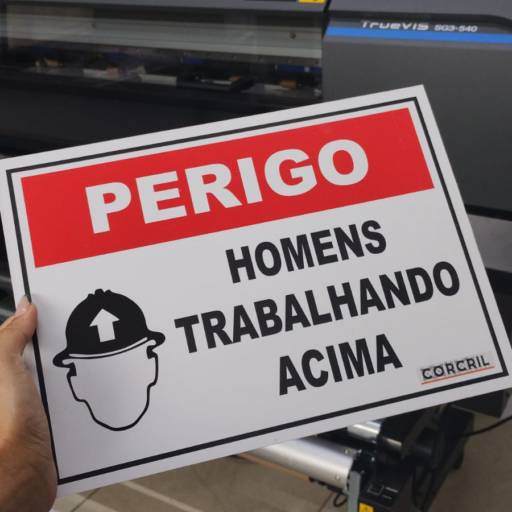 TRUEVIS SG3-540
PERIGO
HOMENS
TRABALHANDO
ACIMA
CORCRIL